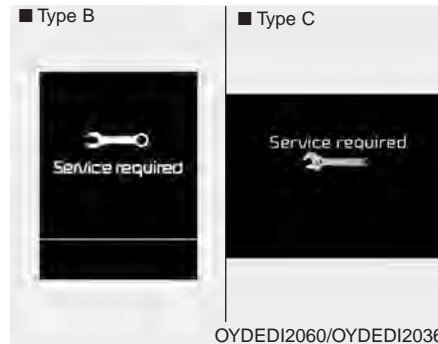 ■ Type B
Service required
■ Type C
Service required
OYDEDI2060/OYDEDI2036